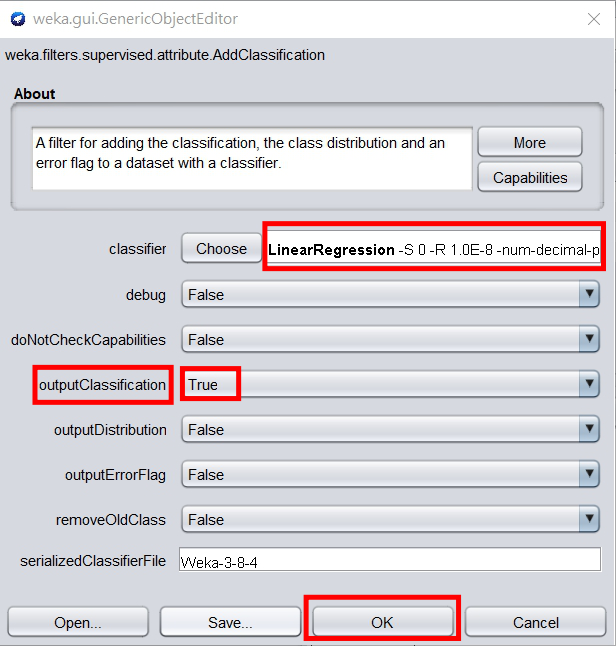 weka.gui.GenericObjectEditor
weka.filters.supervised.attribute.AddClassification
About
A filter for adding the classification, the class distribution and an
error flag to a dataset with a classifier.
More
Capabilities
classifier Choose LinearRegression -S 0 -R 1.0E-8 -num-decimal-p
debug False
doNotCheckCapabilities False
outputClassification True
outputDistribution False
outputErrorFlag False
removeOldClass False
serializedClassifierFile Weka-3-8-4
Open... Save... OK Cancel